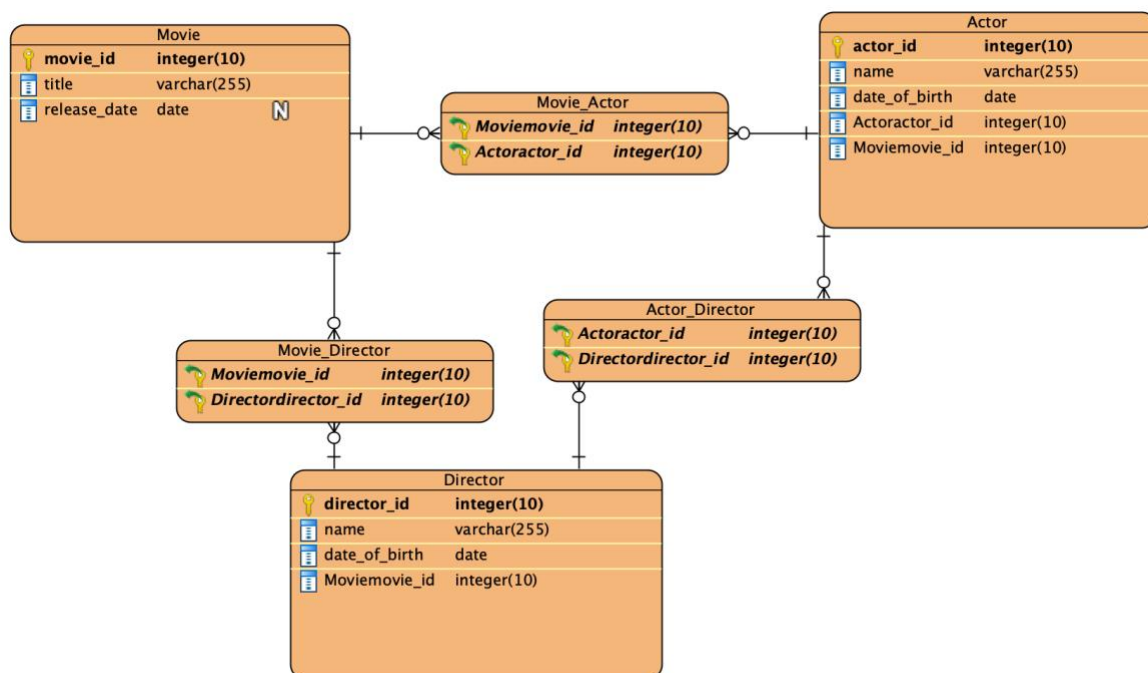 Movie
movie_id integer(10)
title varchar(255)
release_date date N
Actor
actor_id integer(10)
name varchar(255)
date_of_birth date
Actoractor_id integer(10)
Moviemovie_id integer(10)
Movie_Actor
Moviemovie_id integer(10)
Actoractor_id integer(10)
Actor_Director
Actoractor_id integer(10)
Directordirector_id integer(10)
Movie_Director
Moviemovie_id integer(10)
Directordirector_id integer(10)
Director
director_id integer(10)
name varchar(255)
date_of_birth date
Moviemovie_id integer(10)